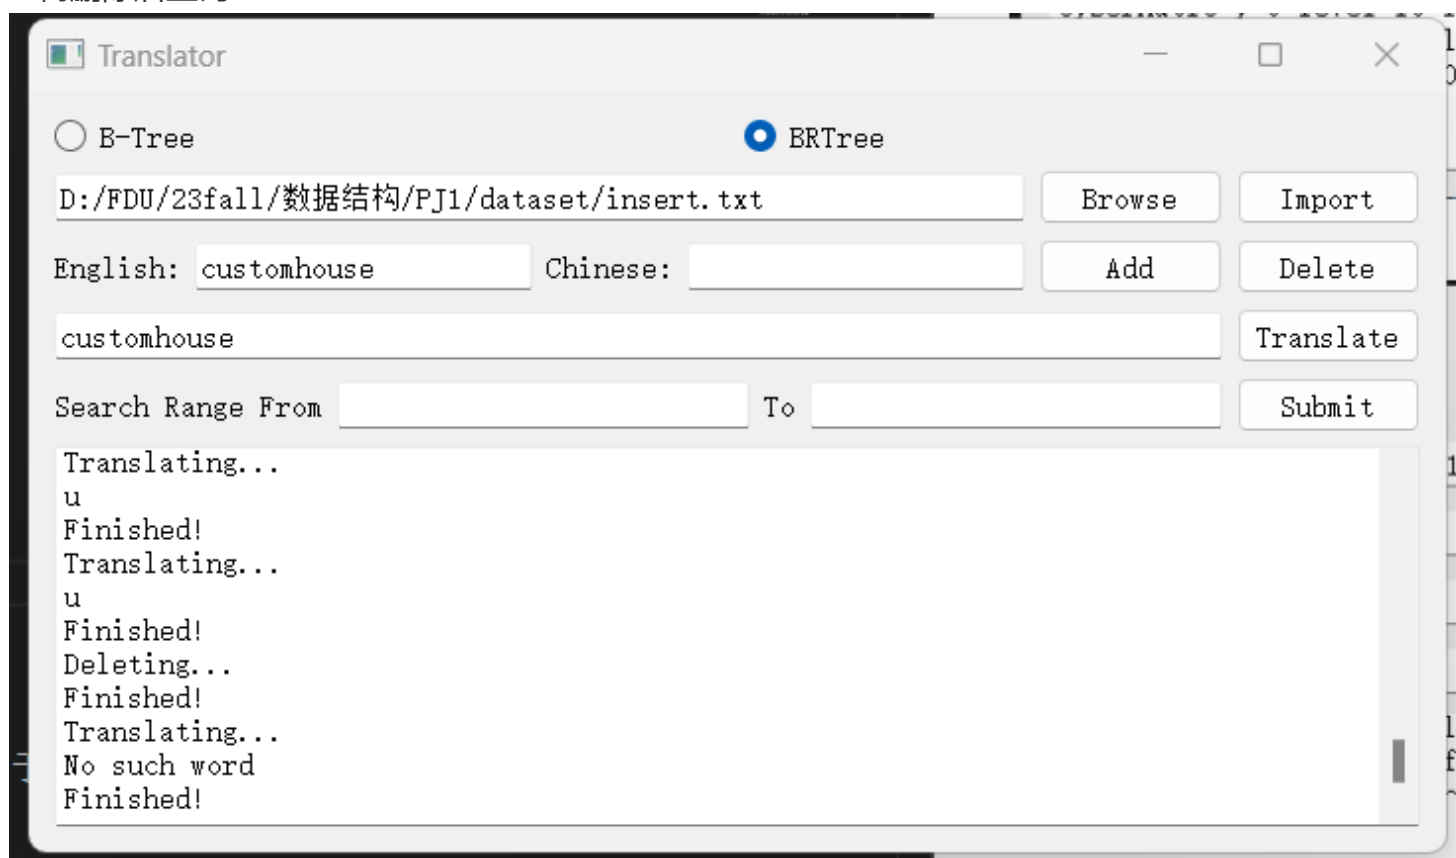 Translator
B-Tree BRTree
D:/FDU/23fall/数据结构/PJ1/dataset/insert.txt Browse Import
English: customhouse Chinese: Add Delete
customhouse Translate
Search Range From To Submit
Translating...
u
Finished!
Translating...
u
Finished!
Deleting...
Finished!
Translating...
No such word
Finished!